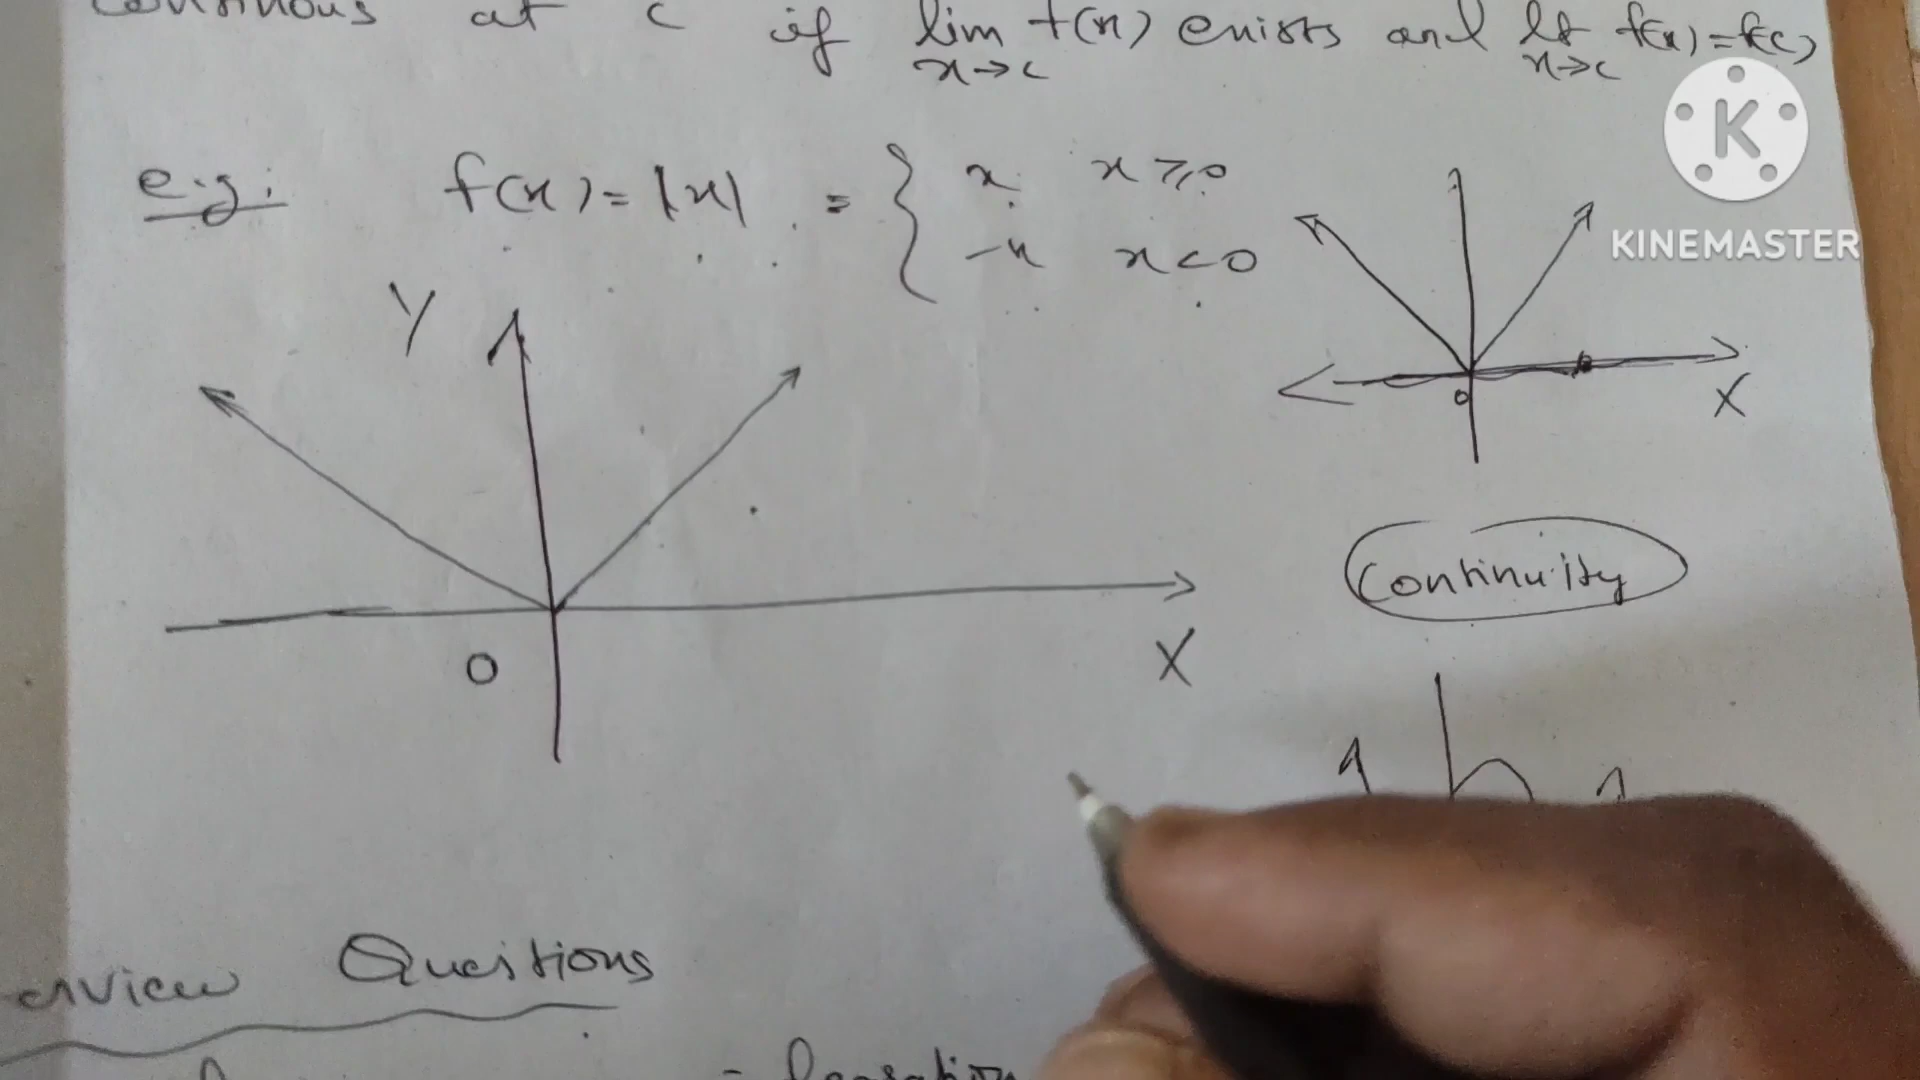 continuous at c if lim f(x) exists and lt f(x)=f(c)
x→c x→c
e.g: f(x) = |x| = { x x ≥ 0
-x x < 0
KINEMASTER
Y
X
0
Continuity
0
X
Questions